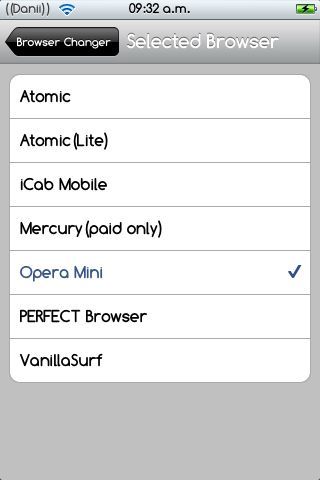 ((Danii)) 09:32 a.m.
Browser Changer Selected Browser
Atomic
Atomic (Lite)
iCab Mobile
Mercury (paid only)
Opera Mini
PERFECT Browser
VanillaSurf